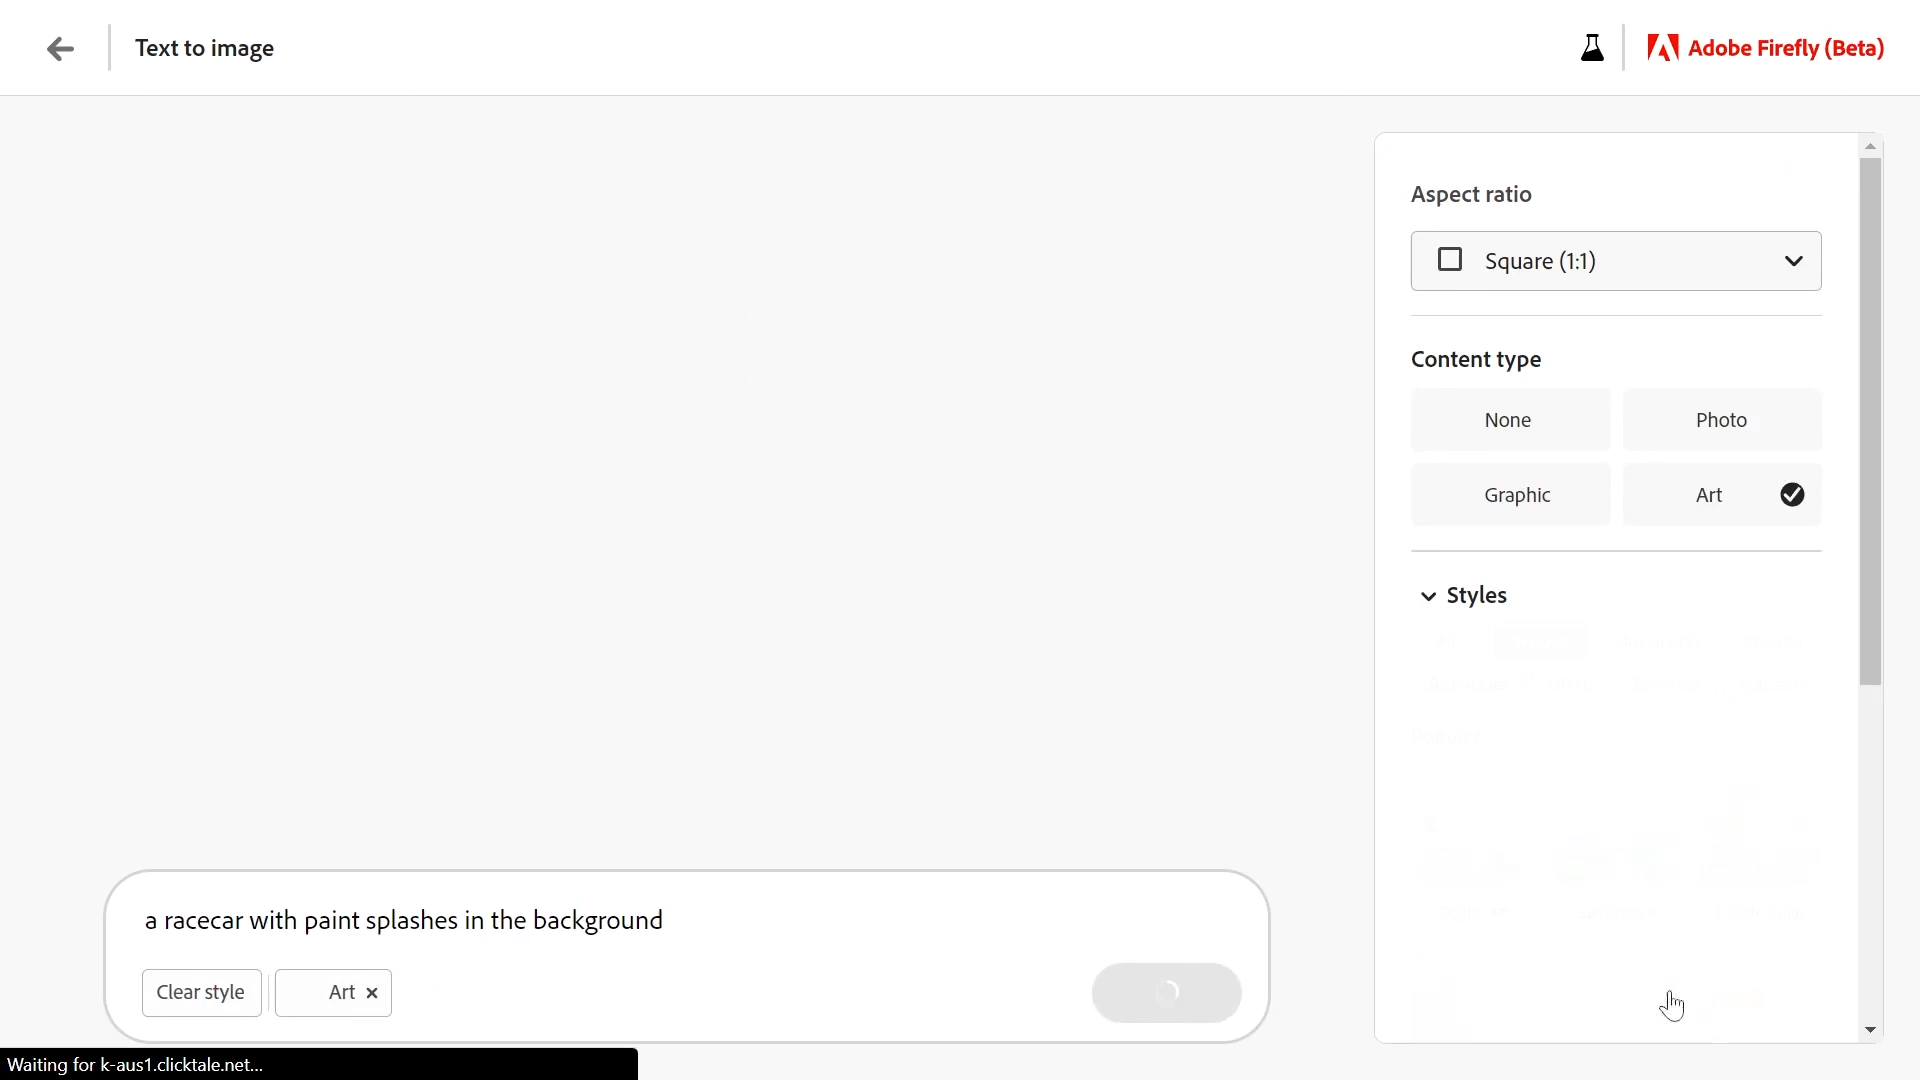 Text to image
Adobe Firefly (Beta)
Aspect ratio
Square (1:1)
Content type
None
Photo
Graphic
Art
Styles
a racecar with paint splashes in the background
Clear style
Art
Waiting for k-aus1.clicktale.net...